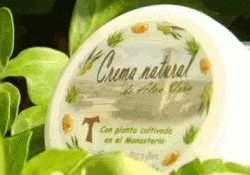 Crema natural
de Aloe Vera
Con planta cultivada
en el Monasterio